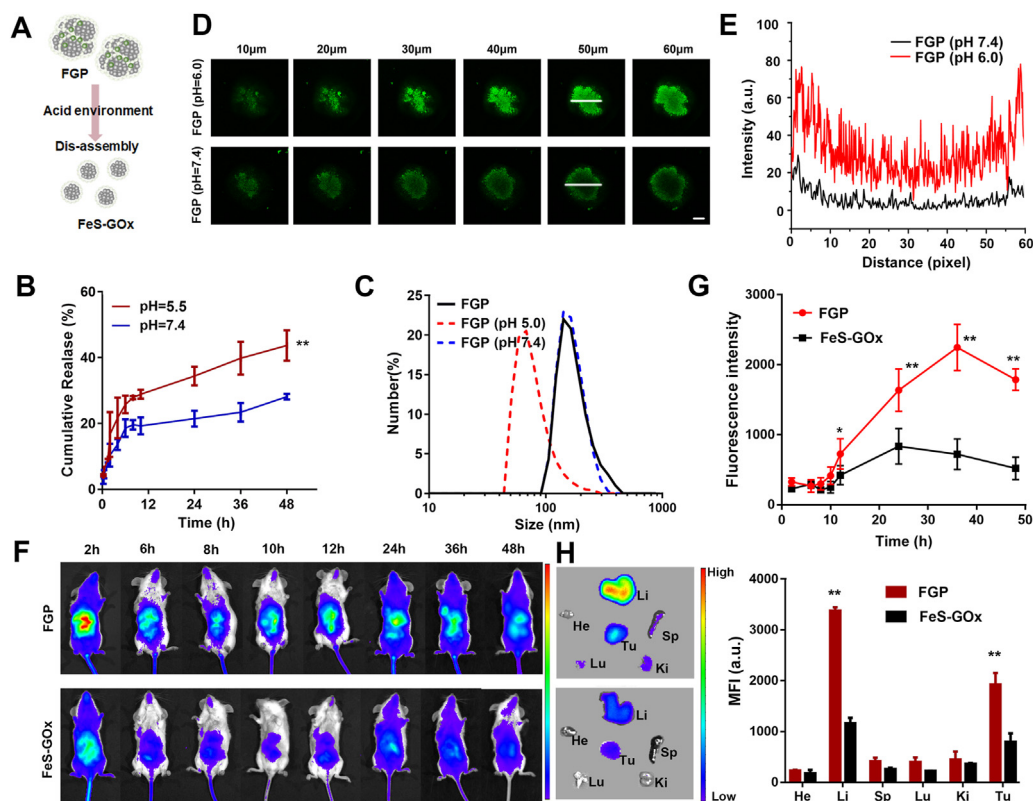 A
FGP
Acid environment
Dis-assembly
FeS-GOx
D
10μm 20μm 30μm 40μm 50μm 60μm
FGP (pH=6.0)
FGP (pH=7.4)
E
FGP (pH 7.4)
FGP (pH 6.0)
Intensity (a.u.)
100
80
60
40
20
0
0 10 20 30 40 50 60
Distance (pixel)
B
pH=5.5
pH=7.4
Cumulative Realase (%)
60
40
20
0
**
0 12 24 36 48
Time (h)
C
FGP
FGP (pH 5.0)
FGP (pH 7.4)
Number(%)
25
20
15
10
5
0
10 100 1000
Size (nm)
G
FGP
FeS-GOx
Fluorescence intensity
3000
2000
1000
0
* ** ** **
0 10 20 30 40 50
Time (h)
F
2h 6h 8h 10h 12h 24h 36h 48h
FGP
FeS-GOx
H
High
Low
Li
He
Sp
Tu
Lu
Ki
Li
He
Sp
Tu
Lu
Ki
FGP
FeS-GOx
MFI (a.u.)
4000
3000
2000
1000
0
** **
He Li Sp Lu Ki Tu